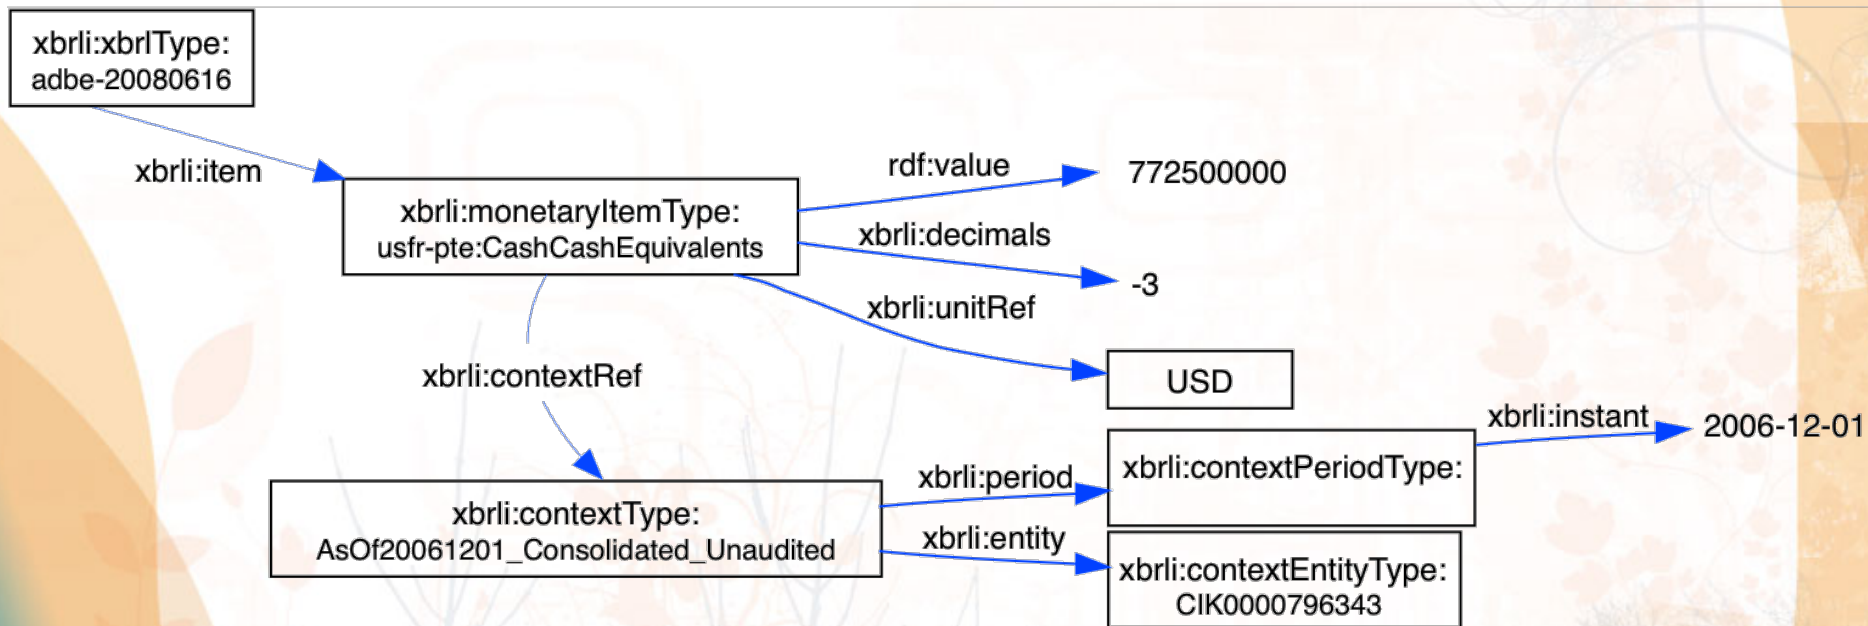 xbrli:xbrlType:
adbe-20080616
xbrli:item
xbrli:monetaryItemType:
usfr-pte:CashCashEquivalents
rdf:value
772500000
xbrli:decimals
-3
xbrli:unitRef
USD
xbrli:contextRef
xbrli:contextType:
AsOf20061201_Consolidated_Unaudited
xbrli:period
xbrli:contextPeriodType:
xbrli:instant
2006-12-01
xbrli:entity
xbrli:contextEntityType:
CIK0000796343